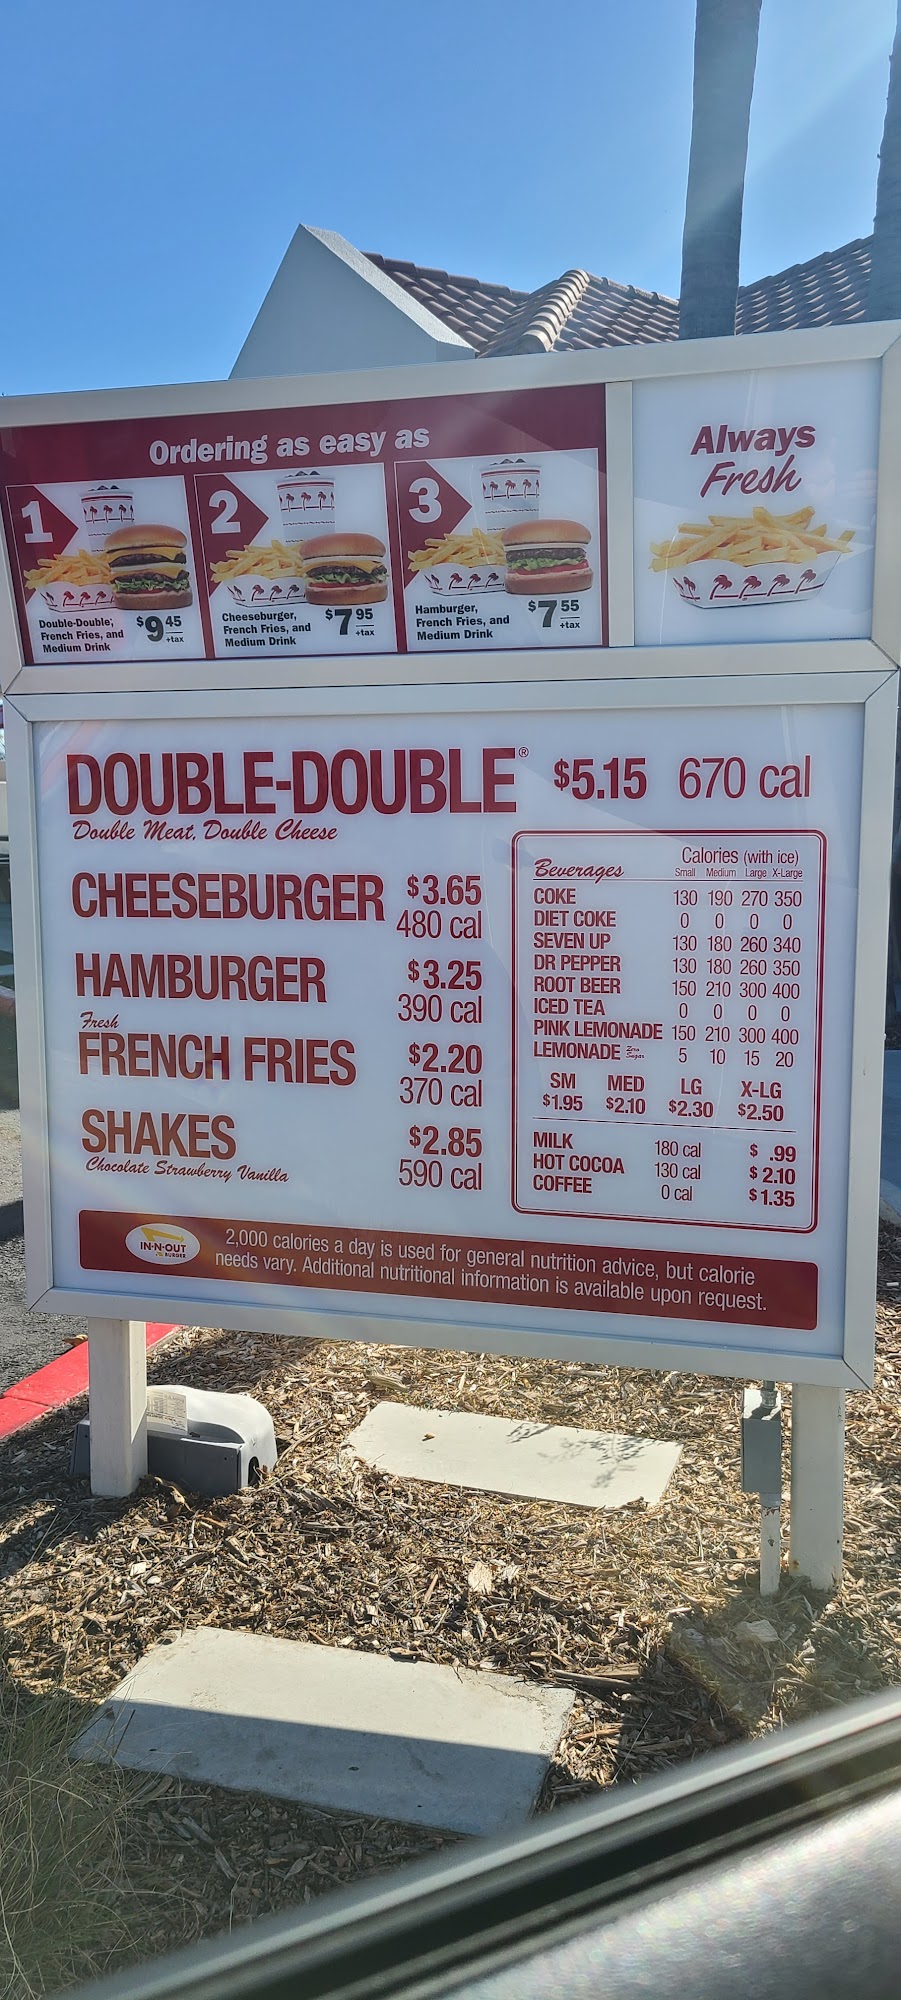 Ordering as easy as
1
Double-Double,
French Fries, and
Medium Drink
$9 45
+tax
2
Cheeseburger,
French Fries, and
Medium Drink
$7 95
+tax
3
Hamburger,
French Fries, and
Medium Drink
$7 55
+tax
Always
Fresh
DOUBLE-DOUBLE® $5.15 670 cal
Double Meat, Double Cheese
CHEESEBURGER $3.65
480 cal
HAMBURGER $3.25
390 cal
Fresh
FRENCH FRIES $2.20
370 cal
SHAKES $2.85
Chocolate Strawberry Vanilla 590 cal
Beverages Calories (with ice)
Small Medium Large X-Large
COKE 130 190 270 350
DIET COKE 0 0 0 0
SEVEN UP 130 180 260 340
DR PEPPER 130 180 260 350
ROOT BEER 150 210 300 400
ICED TEA 0 0 0 0
PINK LEMONADE 150 210 300 400
LEMONADE Zero Sugar 5 10 15 20
SM MED LG X-LG
$1.95 $2.10 $2.30 $2.50
MILK 180 cal $ .99
HOT COCOA 130 cal $2.10
COFFEE 0 cal $1.35
IN-N-OUT
BURGER
2,000 calories a day is used for general nutrition advice, but calorie
needs vary. Additional nutritional information is available upon request.